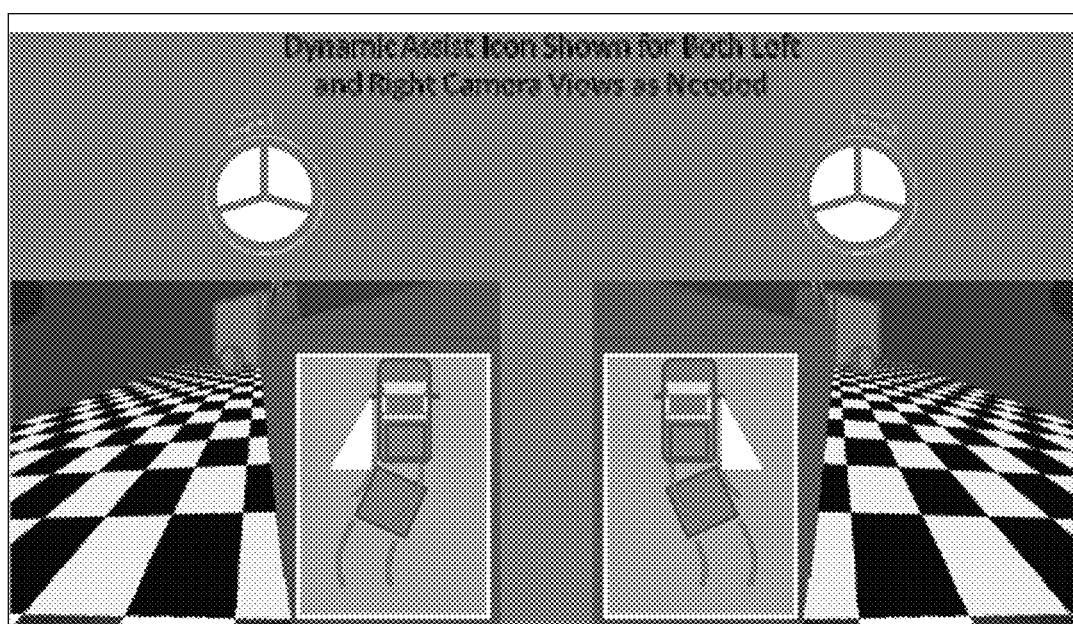 Dynamic Assist Icon Shown for Both Left
and Right Camera Views as Needed